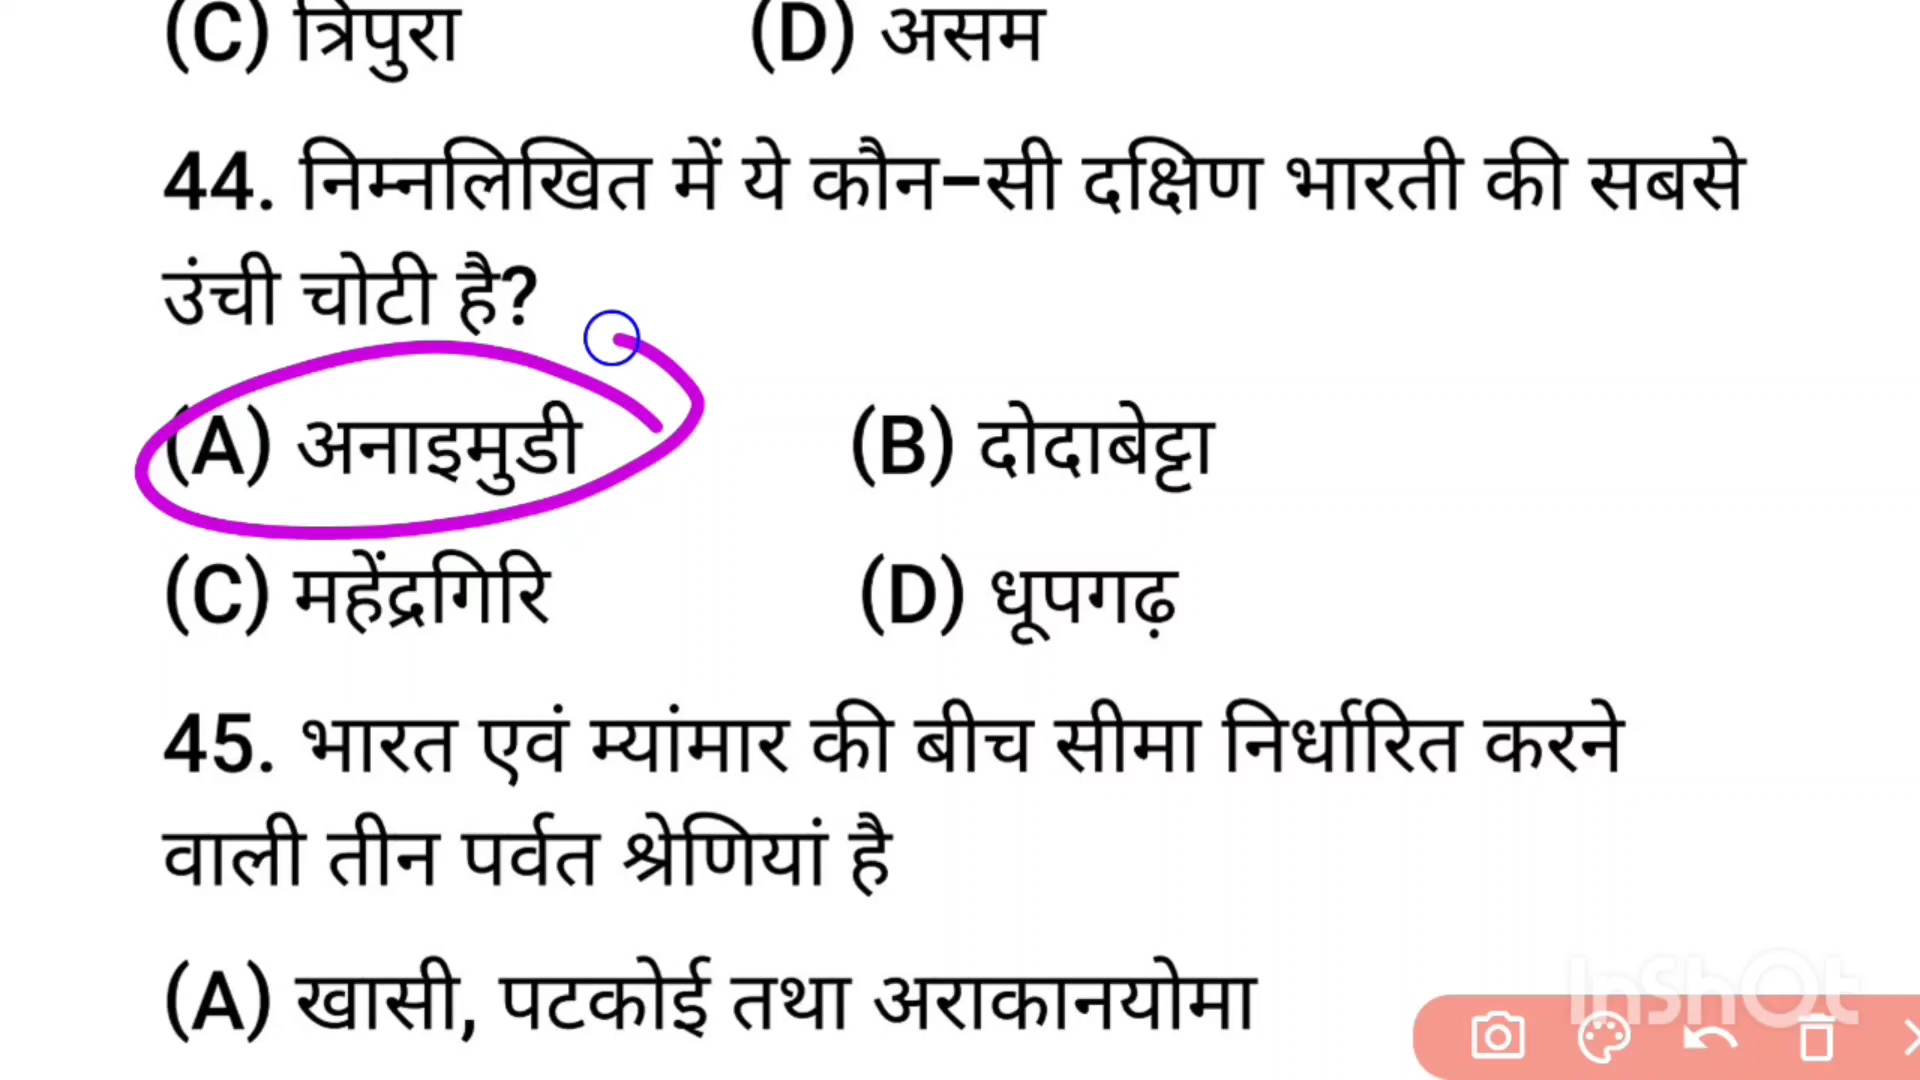 (C) त्रिपुरा (D) असम
44. निम्नलिखित में ये कौन-सी दक्षिण भारती की सबसे
उंची चोटी है?
(A) अनाइमुडी (B) दोदाबेट्टा
(C) महेंद्रगिरि (D) धूपगढ़
45. भारत एवं म्यांमार की बीच सीमा निर्धारित करने
वाली तीन पर्वत श्रेणियां है
(A) खासी, पटकोई तथा अराकानयोमा
InShOt